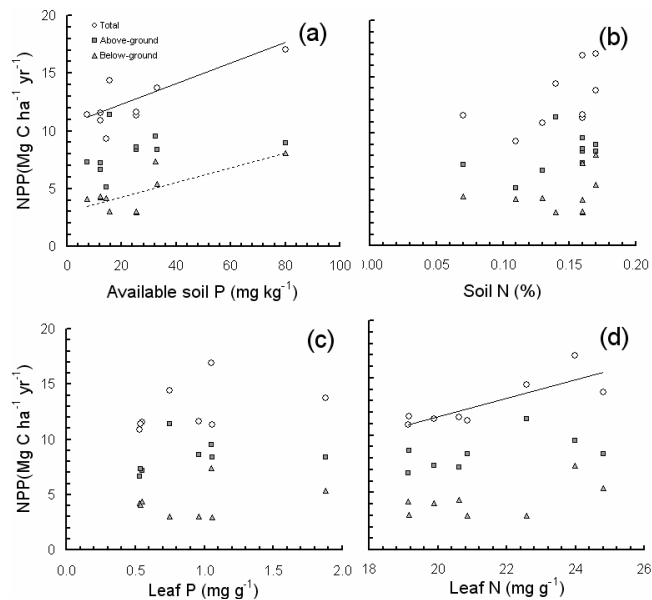 20
15
10
5
0
NPP(Mg C ha⁻¹ yr⁻¹)
Total
Above-ground
Below-ground
(a)
0 20 40 60 80 100
Available soil P (mg kg⁻¹)
(b)
0.00 0.05 0.10 0.15 0.20
Soil N (%)
20
15
10
5
0
NPP(Mg C ha⁻¹ yr⁻¹)
(c)
0.0 0.5 1.0 1.5 2.0
Leaf P (mg g⁻¹)
(d)
18 20 22 24 26
Leaf N (mg g⁻¹)